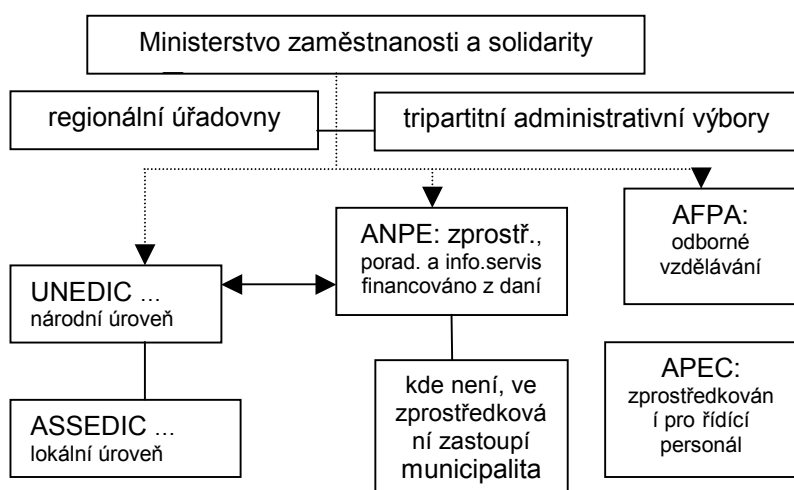 Ministerstvo zaměstnanosti a solidarity
regionální úřadovny
tripartitní administrativní výbory
UNEDIC ...
národní úroveň
ANPE: zprostř.,
porad. a info.servis
financováno z daní
AFPA:
odborné
vzdělávání
ASSEDIC ...
lokální úroveň
kde není, ve
zprostředková
ní zastoupí
municipalita
APEC:
zprostředkován
í pro řídící
personál